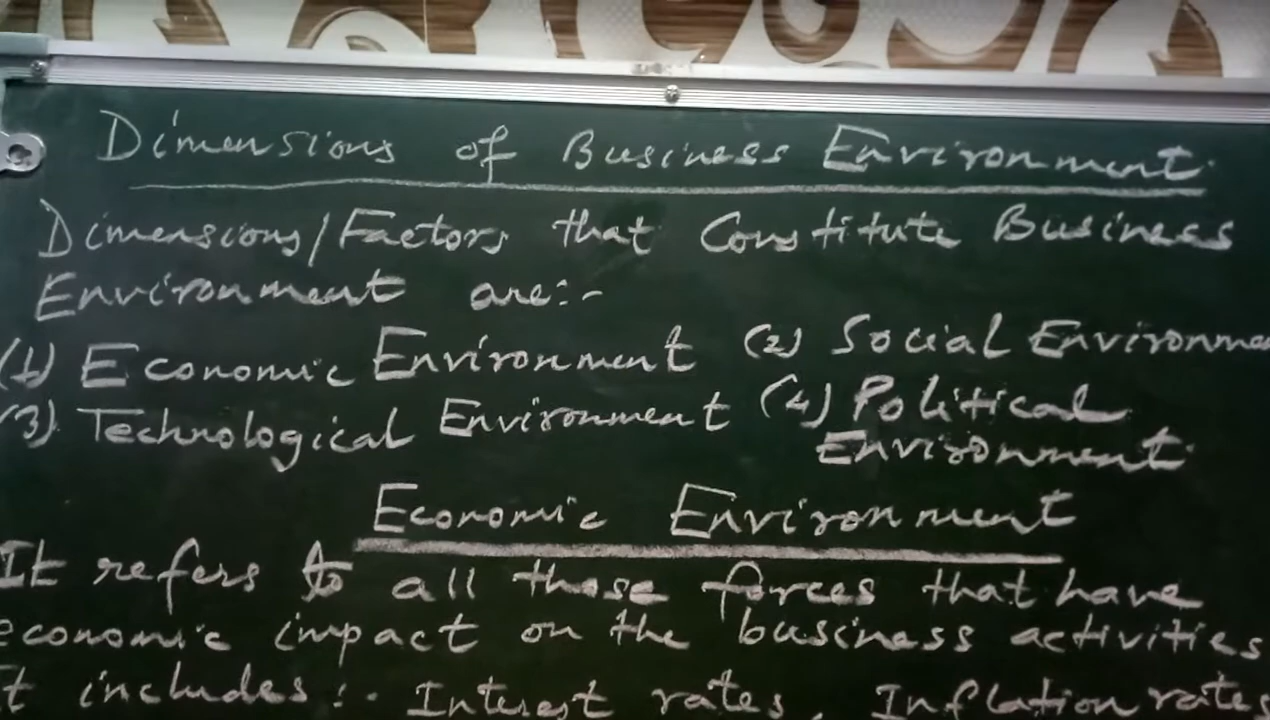 Dimensions of Business Environment
Dimensions/Factors that Constitute Business
Environment are:-
(1) Economic Environment (2) Social Environme
(3) Technological Environment (4) Political
Environment
Economic Environment
It refers to all those forces that have
economic impact on the business activities
It includes:- Interest rates, Inflation rates